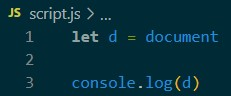 JS script.js > ...
1 let d = document
2
3 console.log(d)